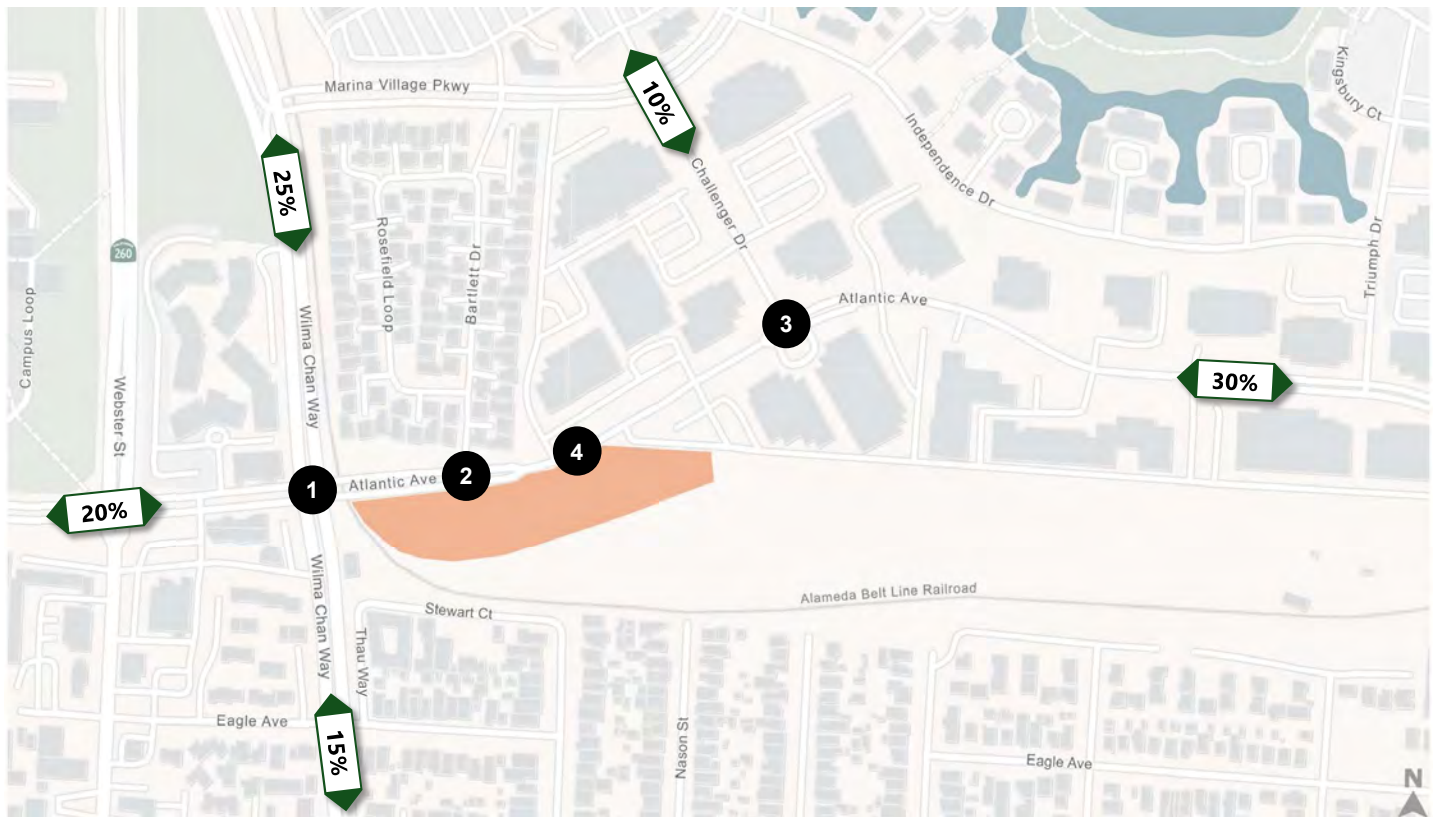 Marina Village Pkwy
10%
Kingsbury Ct
Independence Dr
Challenger Dr
25%
Rosefield Loop
Bartlett Dr
260
Triumph Dr
Campus Loop
Wilma Chan Way
Atlantic Ave
3
30%
Webster St
4
2
Atlantic Ave
1
20%
Wilma Chan Way
Alameda Belt Line Railroad
Stewart Ct
Thau Way
Eagle Ave
15%
Nason St
Eagle Ave
N